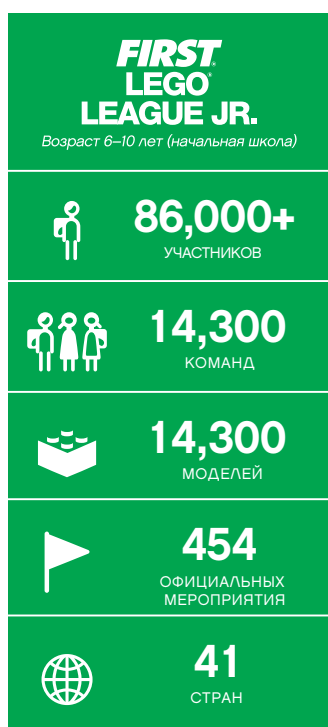 FIRST®
LEGO®
LEAGUE JR.
Возраст 6–10 лет (начальная школа)
86,000+
УЧАСТНИКОВ
14,300
КОМАНД
14,300
МОДЕЛЕЙ
454
ОФИЦИАЛЬНЫХ
МЕРОПРИЯТИЯ
41
СТРАН